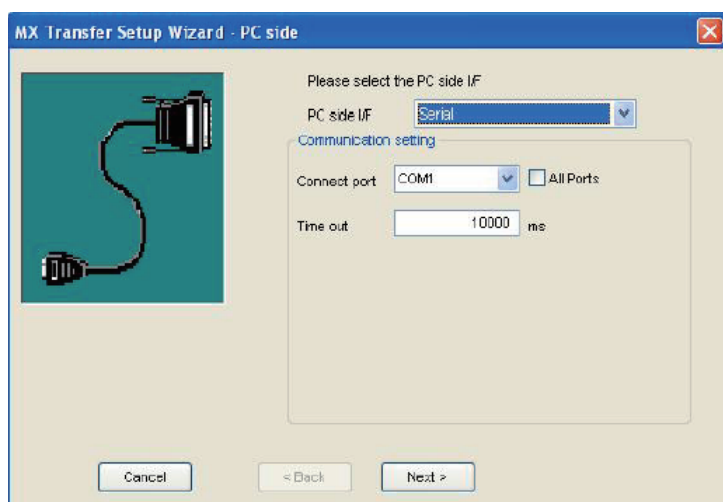 MX Transfer Setup Wizard - PC side
Please select the PC side I/F
PC side I/F Serial
Communication setting
Connect port COM1 All Ports
Time out 10000 ms
Cancel < Back Next >